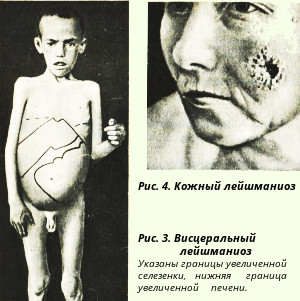 Рис. 4. Кожный лейшманиоз
Рис. 3. Висцеральный
лейшманиоз
Указаны границы увеличенной
селезенки, нижняя граница
увеличенной печени.